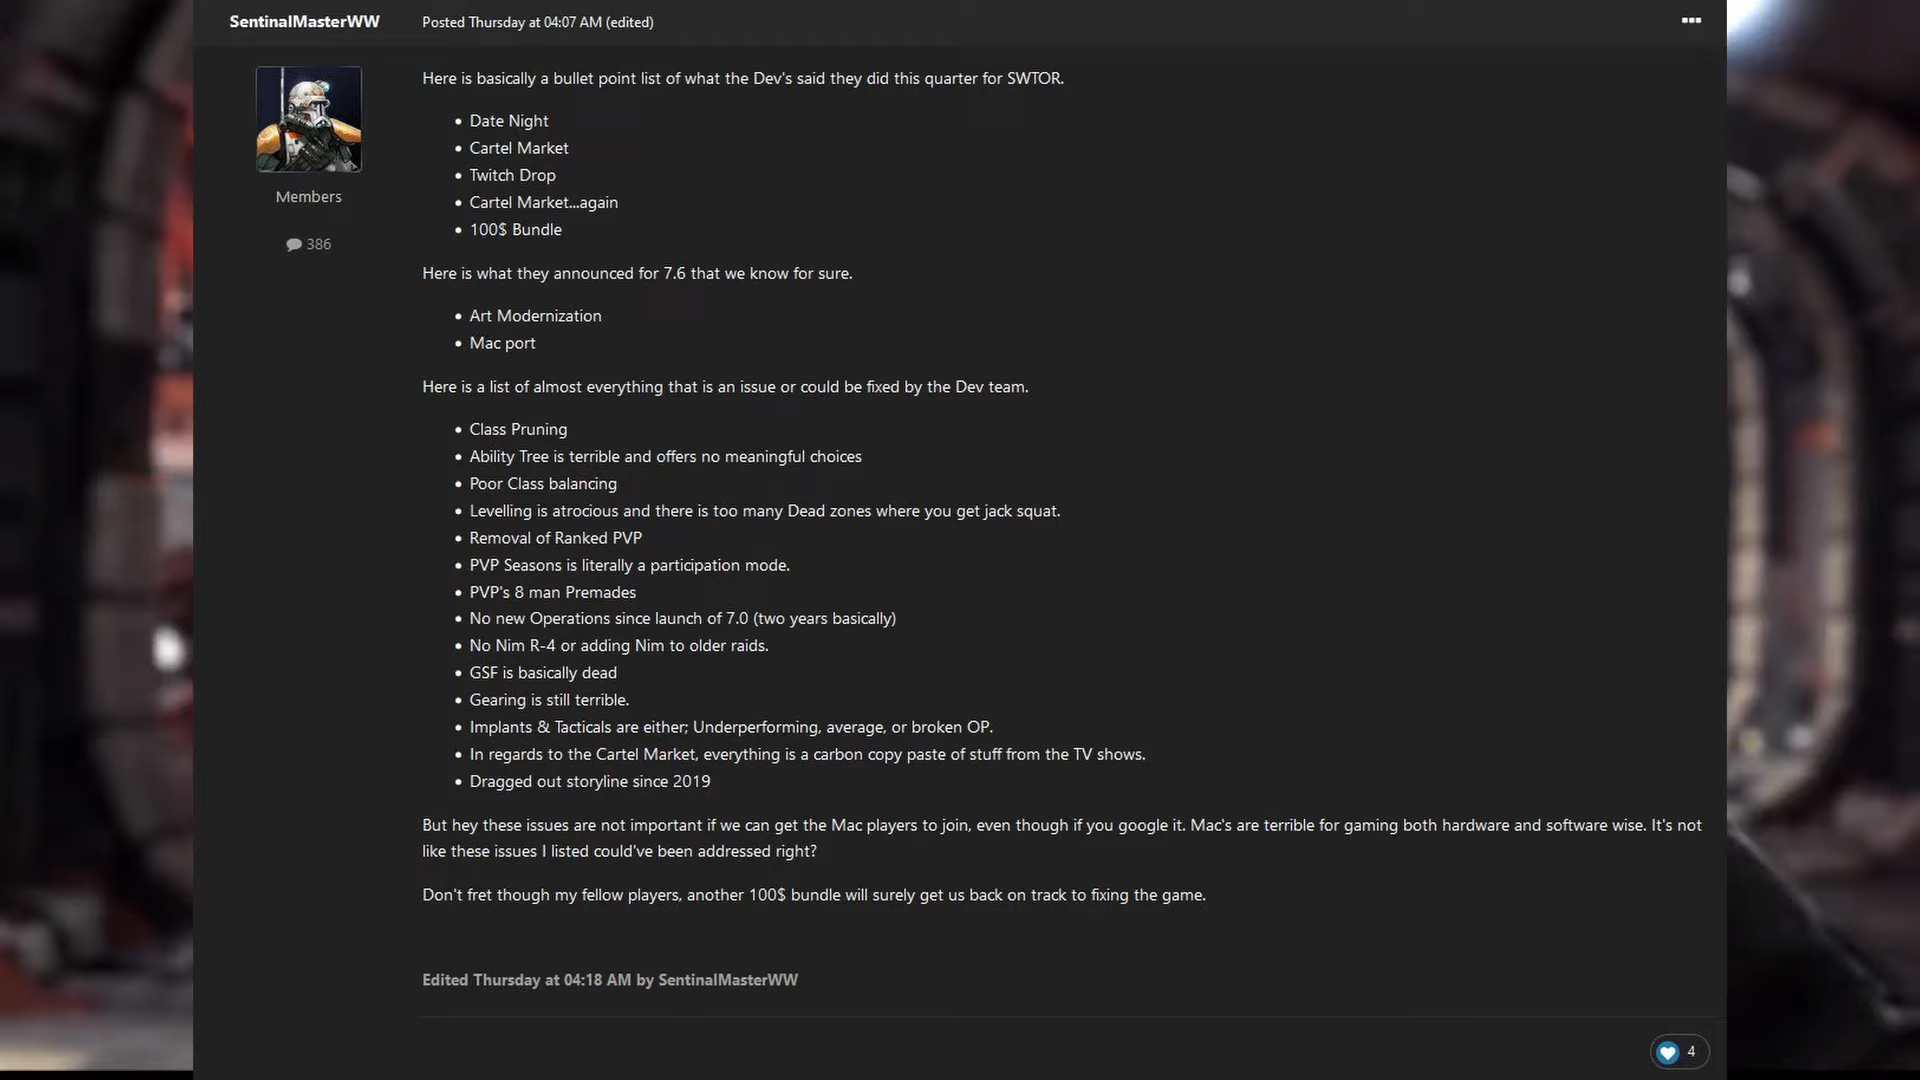 SentinalMasterWW
Posted Thursday at 04:07 AM (edited)
Members
386
Here is basically a bullet point list of what the Dev's said they did this quarter for SWTOR.
• Date Night
• Cartel Market
• Twitch Drop
• Cartel Market...again
• 100$ Bundle
Here is what they announced for 7.6 that we know for sure.
• Art Modernization
• Mac port
Here is a list of almost everything that is an issue or could be fixed by the Dev team.
• Class Pruning
• Ability Tree is terrible and offers no meaningful choices
• Poor Class balancing
• Levelling is atrocious and there is too many Dead zones where you get jack squat.
• Removal of Ranked PVP
• PVP Seasons is literally a participation mode.
• PVP's 8 man Premades
• No new Operations since launch of 7.0 (two years basically)
• No Nim R-4 or adding Nim to older raids.
• GSF is basically dead
• Gearing is still terrible.
• Implants & Tacticals are either; Underperforming, average, or broken OP.
• In regards to the Cartel Market, everything is a carbon copy paste of stuff from the TV shows.
• Dragged out storyline since 2019
But hey these issues are not important if we can get the Mac players to join, even though if you google it. Mac's are terrible for gaming both hardware and software wise. It's not
like these issues I listed could've been addressed right?
Don't fret though my fellow players, another 100$ bundle will surely get us back on track to fixing the game.
Edited Thursday at 04:18 AM by SentinalMasterWW
4